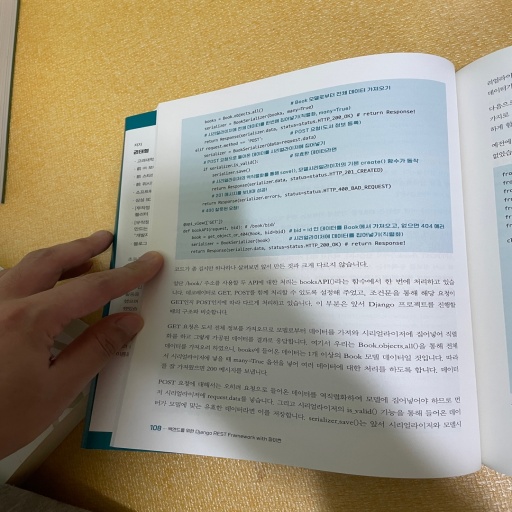 books = Book.objects.all() # Book 모델로부터 전체 데이터 가져오기
serializer = BookSerializer(books, many=True)
# 시리얼라이저에 전체 데이터를 한번에 집어넣기(직렬화, many=True)
return Response(serializer.data, status=status.HTTP_200_OK) # return Response!
elif request.method == 'POST': # POST 요청(도서 정보 등록)
serializer = BookSerializer(data=request.data)
# POST 요청으로 들어온 데이터를 시리얼라이저에 집어넣기
if serializer.is_valid(): # 유효한 데이터라면
serializer.save()
# 시리얼라이저의 역직렬화를 통해 save(), 모델시리얼라이저의 기본 create() 함수가 동작
return Response(serializer.data, status=status.HTTP_201_CREATED)
# 201 메시지를 보내며 성공!
return Response(serializer.errors, status=status.HTTP_400_BAD_REQUEST)
# 400 잘못된 요청!
@api_view(['GET'])
def bookAPI(request, bid): # /book/bid/
book = get_object_or_404(Book, bid=bid) # bid = id 인 데이터를 Book에서 가져오고, 없으면 404 에러
serializer = BookSerializer(book) # 시리얼라이저에 데이터를 집어넣기(직렬화)
return Response(serializer.data, status=status.HTTP_200_OK) # return Response!
코드가 좀 길지만 하나하나 살펴보면 앞서 만든 것과 크게 다르지 않습니다.
/book/ 주소를 사용할 두 API에 대한 처리는 booksAPI()라는 함수에서 한 번에 처리하고 있습
니다. GET, POST를 함께 처리할 수 있도록 설정해 주었고, 조건문을 통해 해당 요청이
GET인지 POST인지에 따라 다르게 처리하고 있습니다. 이 부분은 앞서 Django 프로젝트를 진행할
때의 구조와 비슷합니다.
GET 요청은 도서 전체 정보를 가져오므로 모델로부터 데이터를 가져와 시리얼라이저에 집어넣어 직렬
화를 하고 그렇게 가공된 데이터를 결과로 응답합니다. 여기서 우리는 Book.objects.all()을 통해 전체
데이터를 가져오려 하였으니, books에 들어온 데이터는 1개 이상의 Book 모델 데이터일 것입니다. 따라
서 시리얼라이저에 넣을 때 many=True 옵션을 넣어 여러 데이터에 대한 처리를 하도록 합니다. 데이터
를 잘 가져왔으면 200 메시지를 보냅니다.
POST 요청에 대해서는 오히려 요청으로 들어온 데이터를 역직렬화하여 모델에 집어넣어야 하므로 먼
저 시리얼라이저에 request.data를 넣습니다. 그리고 시리얼라이저의 is_valid() 기능을 통해 들어온 데이
터가 모델에 맞는 유효한 데이터라면 이를 저장합니다. serializer.save()는 앞서 시리얼라이저와 모델시
108 — 백엔드를 위한 Django REST Framework with 파이썬